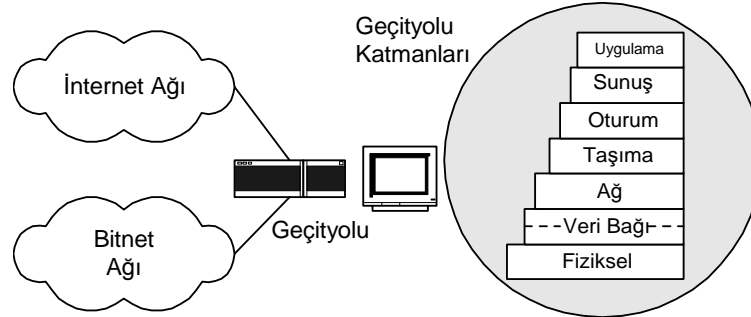 İnternet Ağı
Bitnet
Ağı
Geçityolu
Geçityolu
Katmanları
Uygulama
Sunuş
Oturum
Taşıma
Ağ
Veri Bağı
Fiziksel